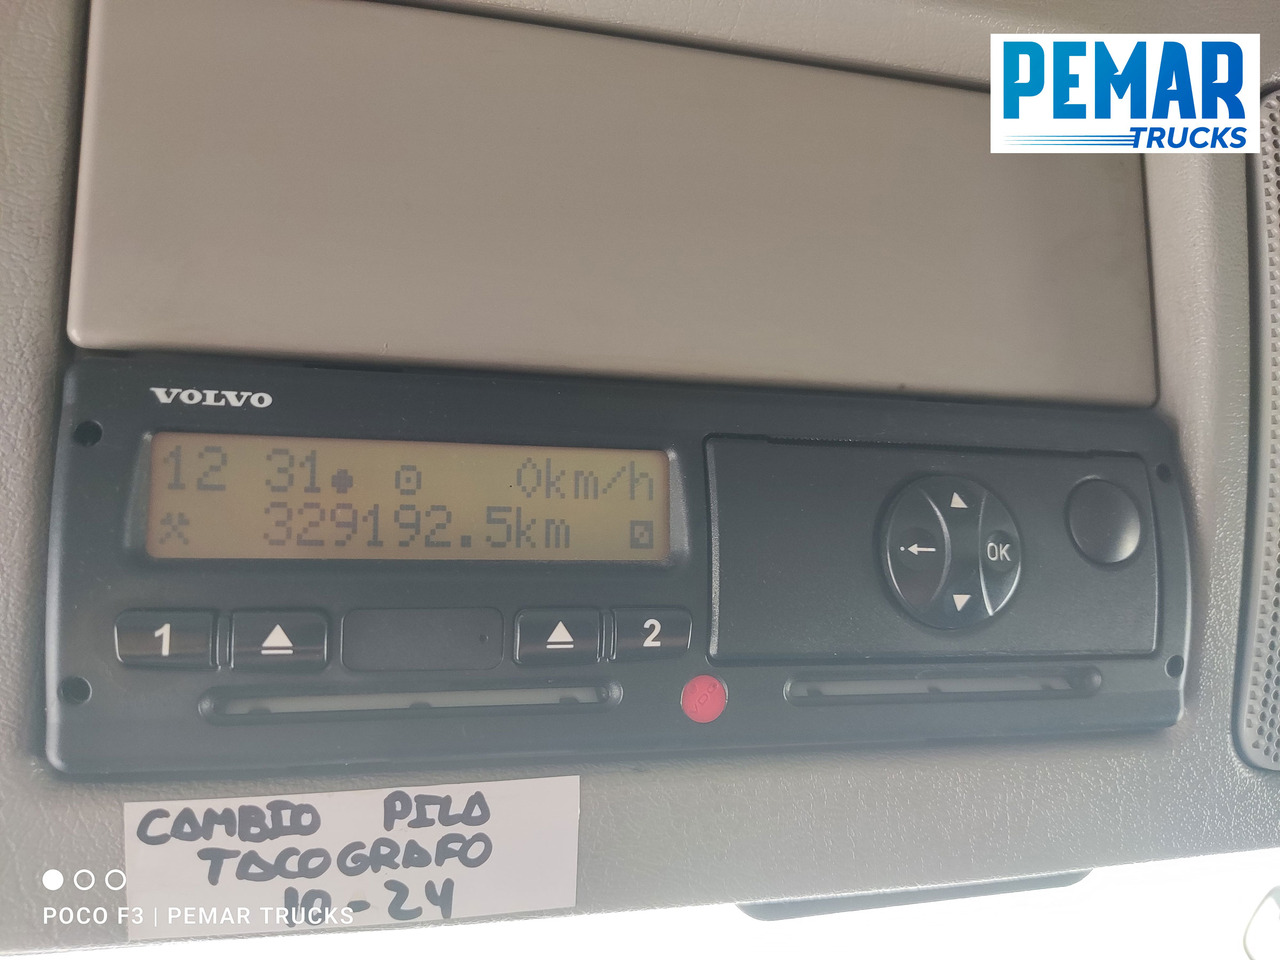 PEMAR
TRUCKS
VOLVO
12 31 0km/h
329192.5km
1 2
OK
VDO
CAMBIO PILA
TACOGRAFO
10-24
POCO F3 | PEMAR TRUCKS